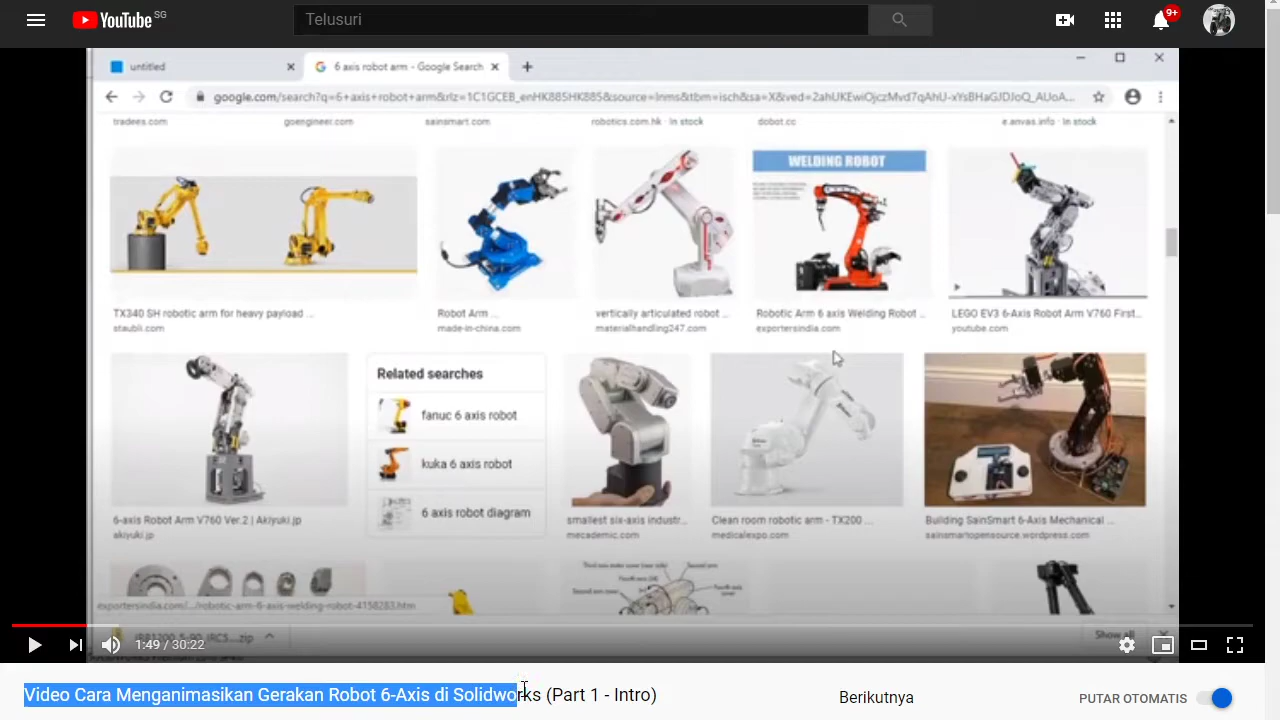 YouTube SG
Telusuri
9+
untitled
6 axis robot arm - Google Search
tradees.com
goengineer.com
sainsmart.com
robotics.com.hk · In stock
dobot.cc
e.anvas.info · In stock
WELDING ROBOT
TX340 SH robotic arm for heavy payload ...
staubli.com
Robot Arm ...
made-in-china.com
vertically articulated robot ...
materialhandling247.com
Robotic Arm 6 axis Welding Robot ...
exportersindia.com
LEGO EV3 6-Axis Robot Arm V760 First...
youtube.com
Related searches
fanuc 6 axis robot
kuka 6 axis robot
6 axis robot diagram
6-axis Robot Arm V760 Ver.2 | Akiyuki.jp
akiyuki.jp
smallest six-axis industr...
mecademic.com
Clean room robotic arm - TX200 ...
medicalexpo.com
Building SainSmart 6-Axis Mechanical ...
sainsmartopensource.wordpress.com
exportersindia.com/.../robotic-arm-6-axis-welding-robot-4158283.htm
Show all
1:49 / 30:22
Video Cara Menganimasikan Gerakan Robot 6-Axis di Solidworks (Part 1 - Intro)
Berikutnya
PUTAR OTOMATIS